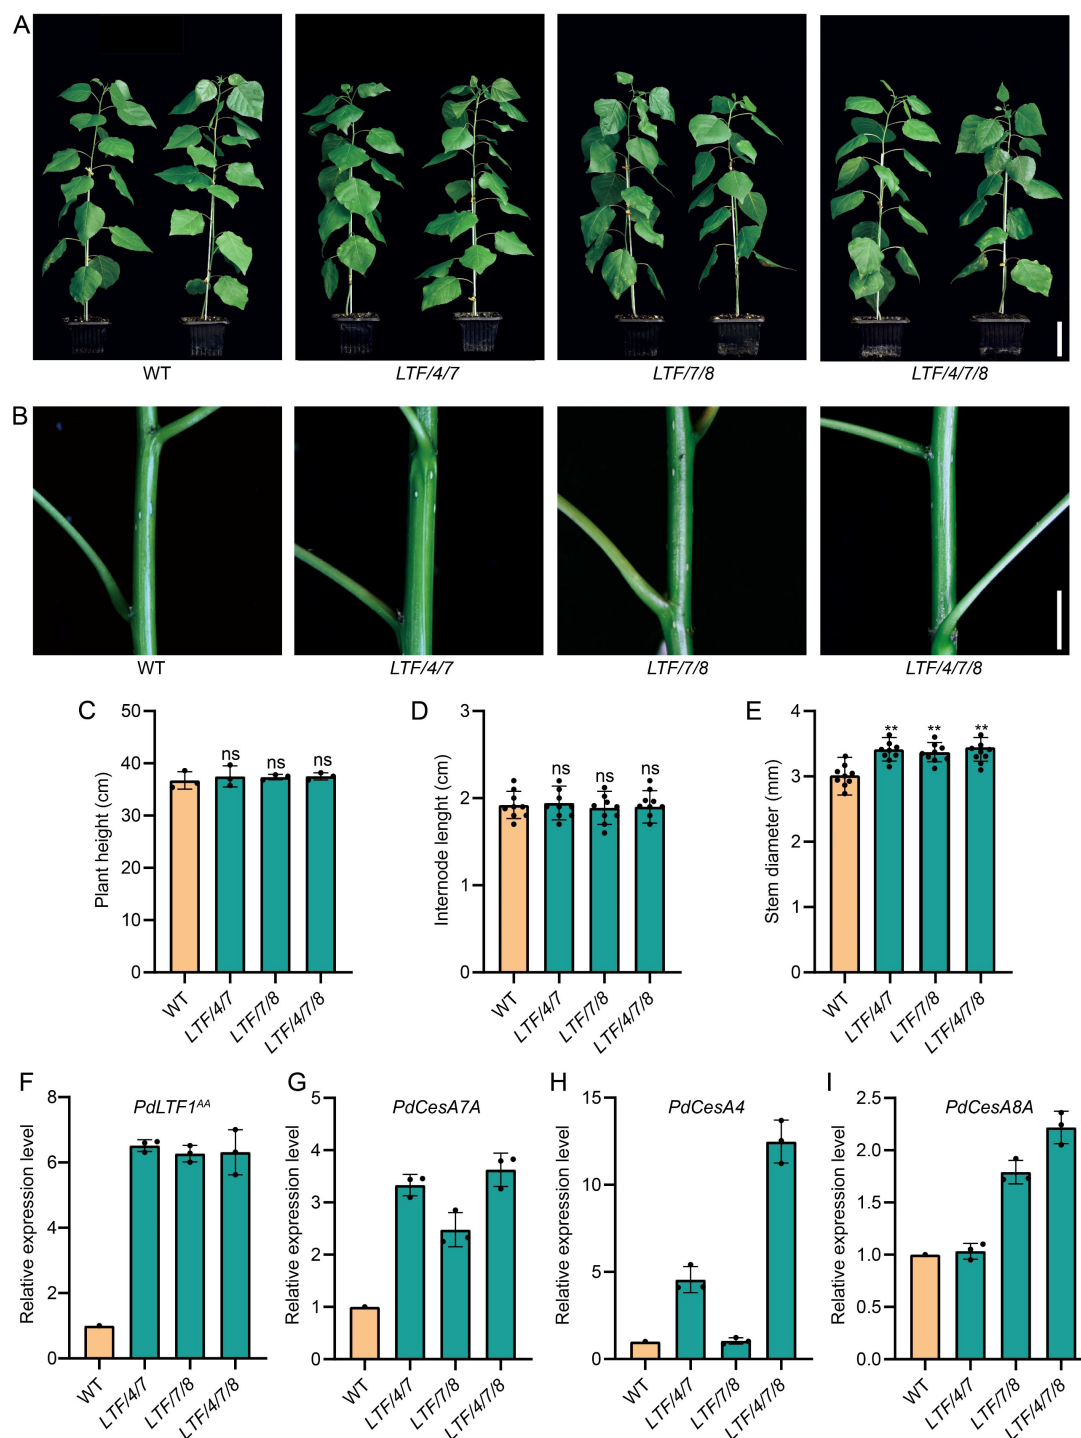 A
WT
LTF/4/7
LTF/7/8
LTF/4/7/8
B
WT
LTF/4/7
LTF/7/8
LTF/4/7/8
C
Plant height (cm)
50
40
30
20
10
0
ns
ns
ns
WT
LTF/4/7
LTF/7/8
LTF/4/7/8
D
Internode lenght (cm)
3
2
1
0
ns
ns
ns
WT
LTF/4/7
LTF/7/8
LTF/4/7/8
E
Stem diameter (mm)
4
3
2
1
0
**
**
**
WT
LTF/4/7
LTF/7/8
LTF/4/7/8
F
PdLTF1^AA
Relative expression level
8
6
4
2
0
WT
LTF/4/7
LTF/7/8
LTF/4/7/8
G
PdCesA7A
Relative expression level
5
4
3
2
1
0
WT
LTF/4/7
LTF/7/8
LTF/4/7/8
H
PdCesA4
Relative expression level
15
10
5
0
WT
LTF/4/7
LTF/7/8
LTF/4/7/8
I
PdCesA8A
Relative expression level
2.5
2.0
1.5
1.0
0.5
0.0
WT
LTF/4/7
LTF/7/8
LTF/4/7/8